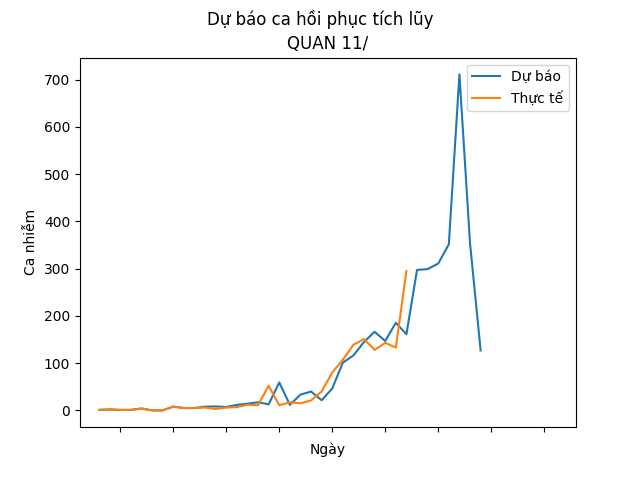 Dự báo ca hồi phục tích lũy
QUAN 11/
Dự báo
Thực tế
700
600
500
400
300
200
100
0
Ca nhiễm
Ngày